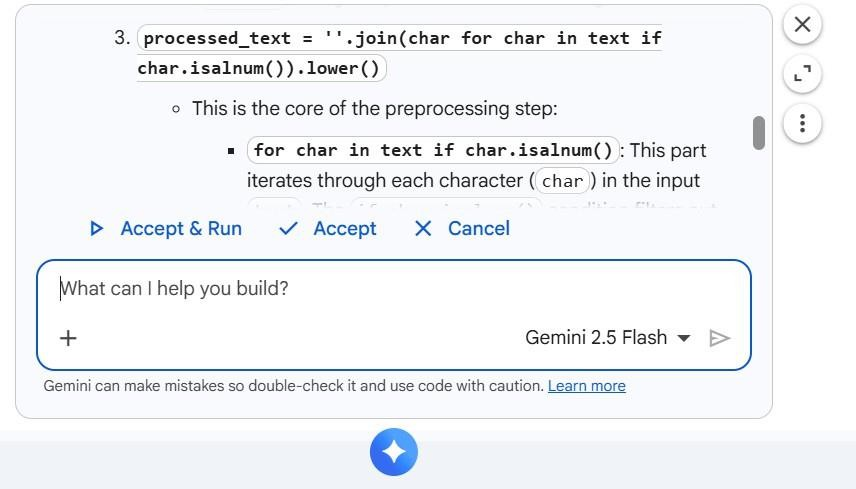 3. processed_text = ''.join(char for char in text if
char.isalnum()).lower()
This is the core of the preprocessing step:
for char in text if char.isalnum(): This part
iterates through each character (char) in the input
Accept & Run Accept Cancel
What can I help you build?
Gemini 2.5 Flash
Gemini can make mistakes so double-check it and use code with caution. Learn more